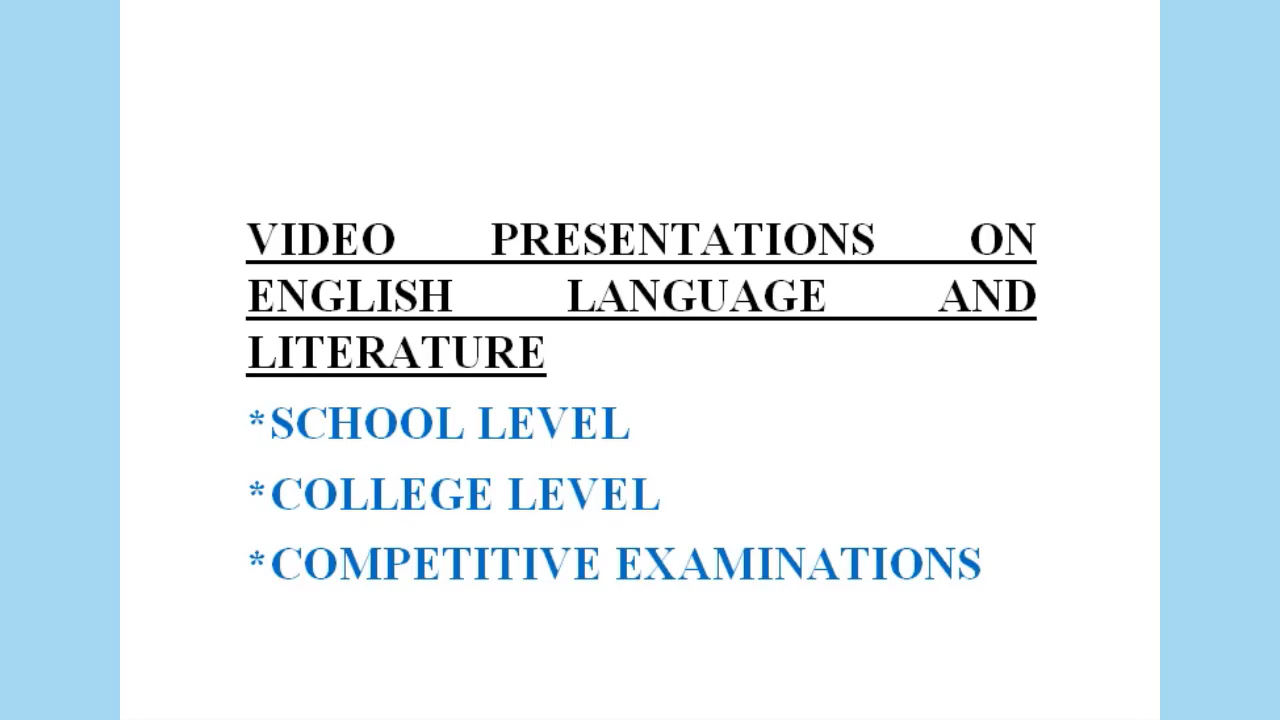 VIDEO PRESENTATIONS ON
ENGLISH LANGUAGE AND
LITERATURE
*SCHOOL LEVEL
*COLLEGE LEVEL
*COMPETITIVE EXAMINATIONS